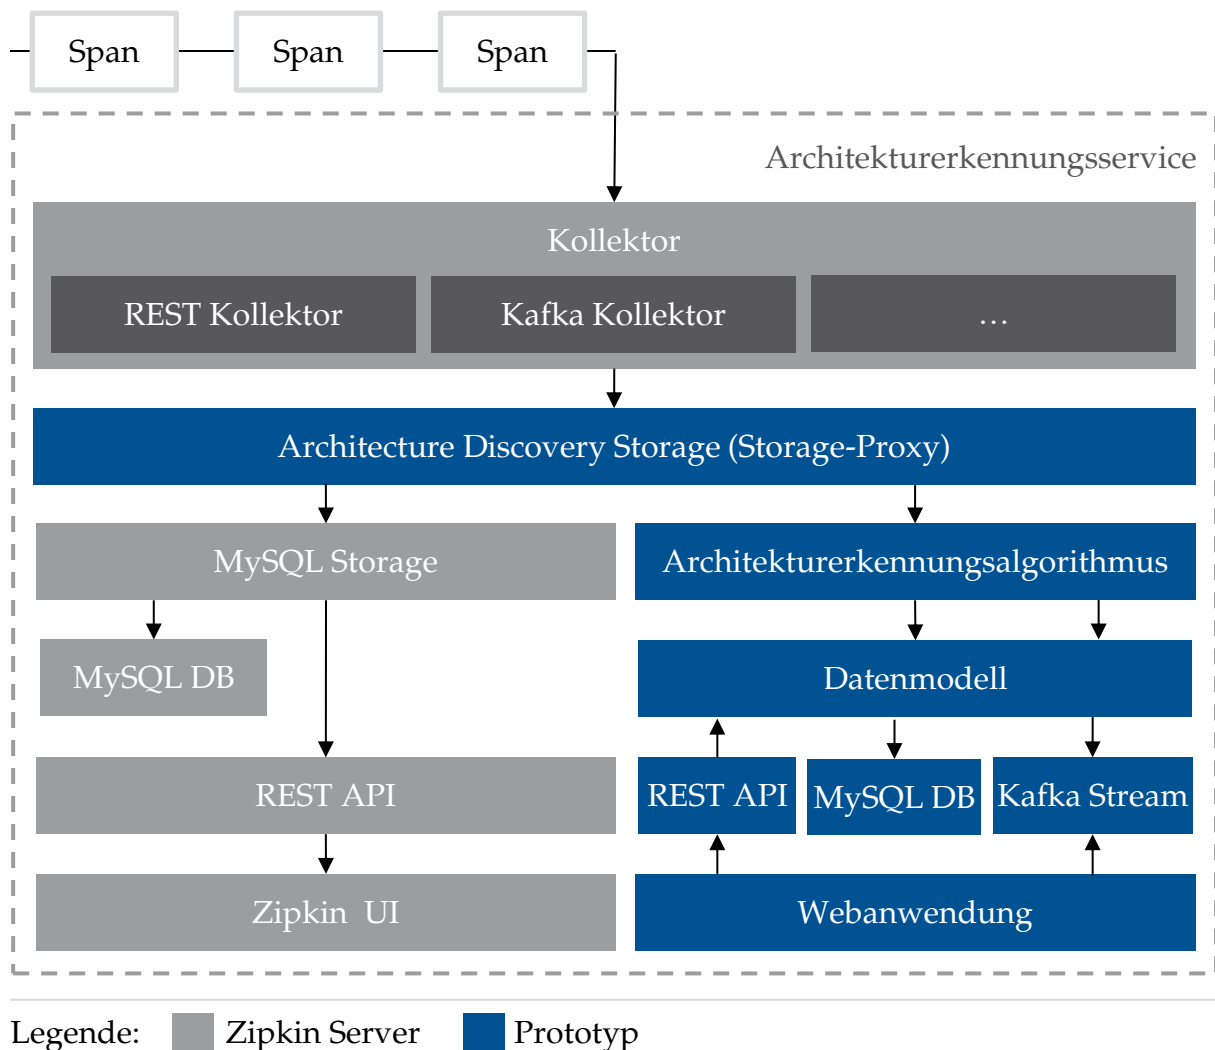 Span
Span
Span
Architekturerkennungsservice
Kollektor
REST Kollektor
Kafka Kollektor
…
Architecture Discovery Storage (Storage-Proxy)
MySQL Storage
Architekturerkennungsalgorithmus
MySQL DB
Datenmodell
REST API
REST API
MySQL DB
Kafka Stream
Zipkin UI
Webanwendung
Legende: Zipkin Server Prototyp